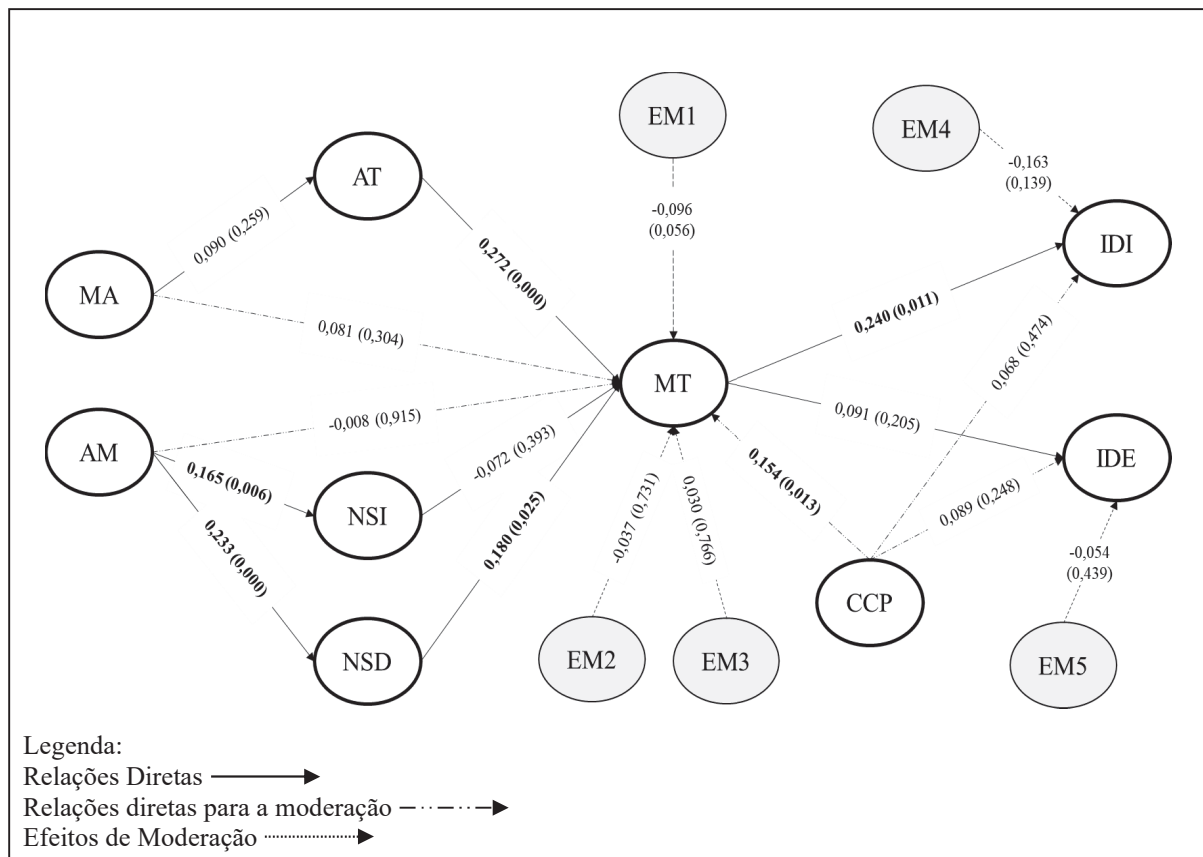 EM1
EM4
-0,163
(0,139)
AT
0,090 (0,259)
-0,096
(0,056)
IDI
MA
0,272 (0,000)
0,081 (0,304)
0,240 (0,011)
0,068 (0,474)
MT
-0,008 (0,915)
0,091 (0,205)
AM
0,165 (0,006)
-0,072 (0,393)
IDE
0,154 (0,013)
0,089 (0,248)
NSI
0,233 (0,000)
0,180 (0,025)
-0,037 (0,731)
0,030 (0,766)
-0,054
(0,439)
CCP
NSD
EM2
EM3
EM5
Legenda:
Relações Diretas
Relações diretas para a moderação
Efeitos de Moderação